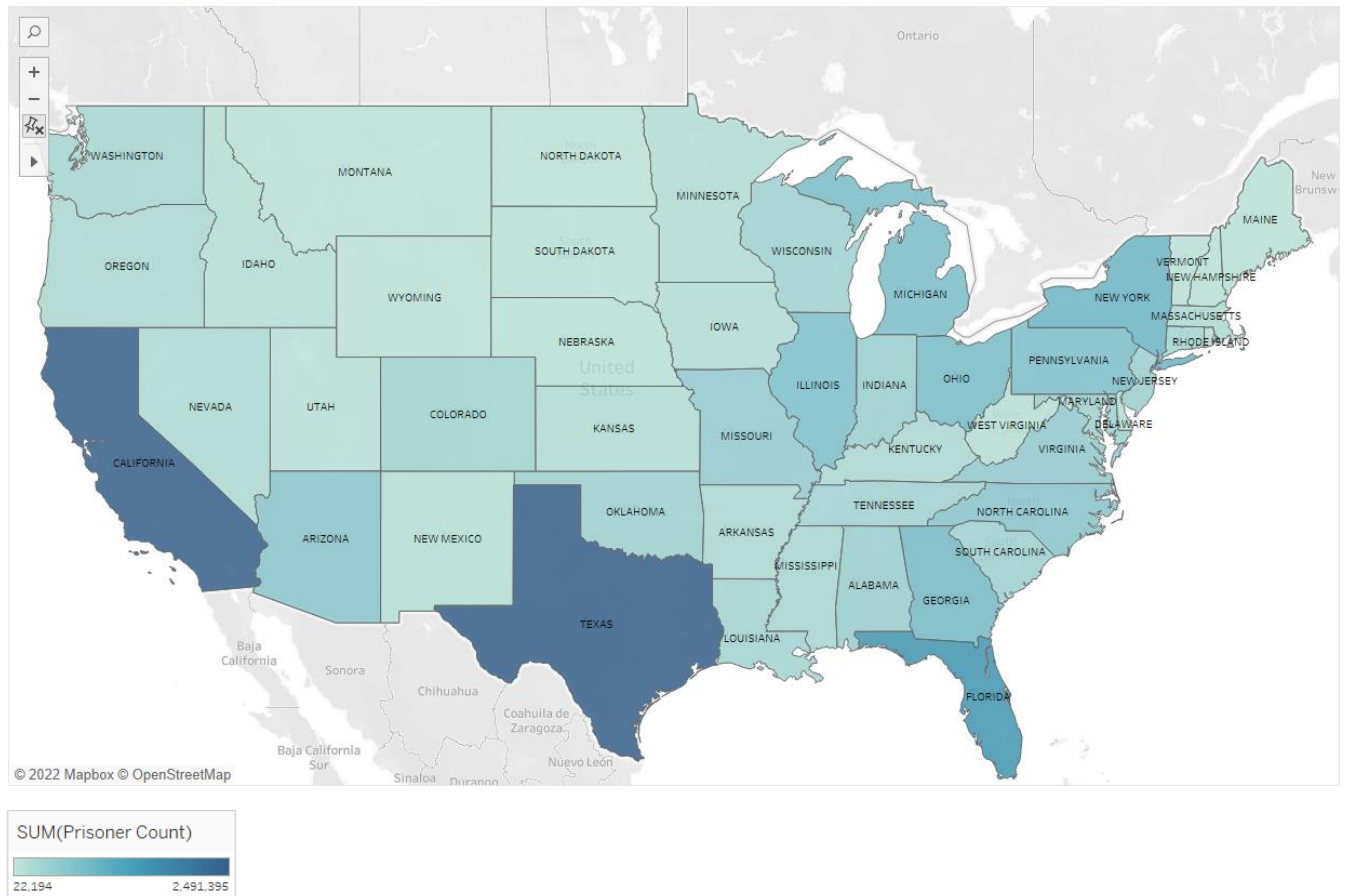 Ontario
WASHINGTON
MONTANA
NORTH DAKOTA
MINNESOTA
New
Brunsw
MAINE
OREGON
IDAHO
SOUTH DAKOTA
WISCONSIN
WYOMING
MICHIGAN
NEW YORK
VERMONT
NEW HAMPSHIRE
MASSACHUSETTS
RHODE ISLAND
IOWA
NEBRASKA
United
States
PENNSYLVANIA
NEW JERSEY
NEVADA
UTAH
COLORADO
KANSAS
MISSOURI
ILLINOIS
INDIANA
OHIO
WEST VIRGINIA
MARYLAND
DELAWARE
KENTUCKY
VIRGINIA
CALIFORNIA
ARIZONA
NEW MEXICO
OKLAHOMA
ARKANSAS
TENNESSEE
North
NORTH CAROLINA
SOUTH CAROLINA
MISSISSIPPI
ALABAMA
GEORGIA
TEXAS
LOUISIANA
FLORIDA
Baja
California
Sonora
Chihuahua
Coahuila de
Zaragoza
Nuevo León
Baja California
Sur
Sinaloa
Durango
© 2022 Mapbox © OpenStreetMap
SUM(Prisoner Count)
22,194
2,491,395